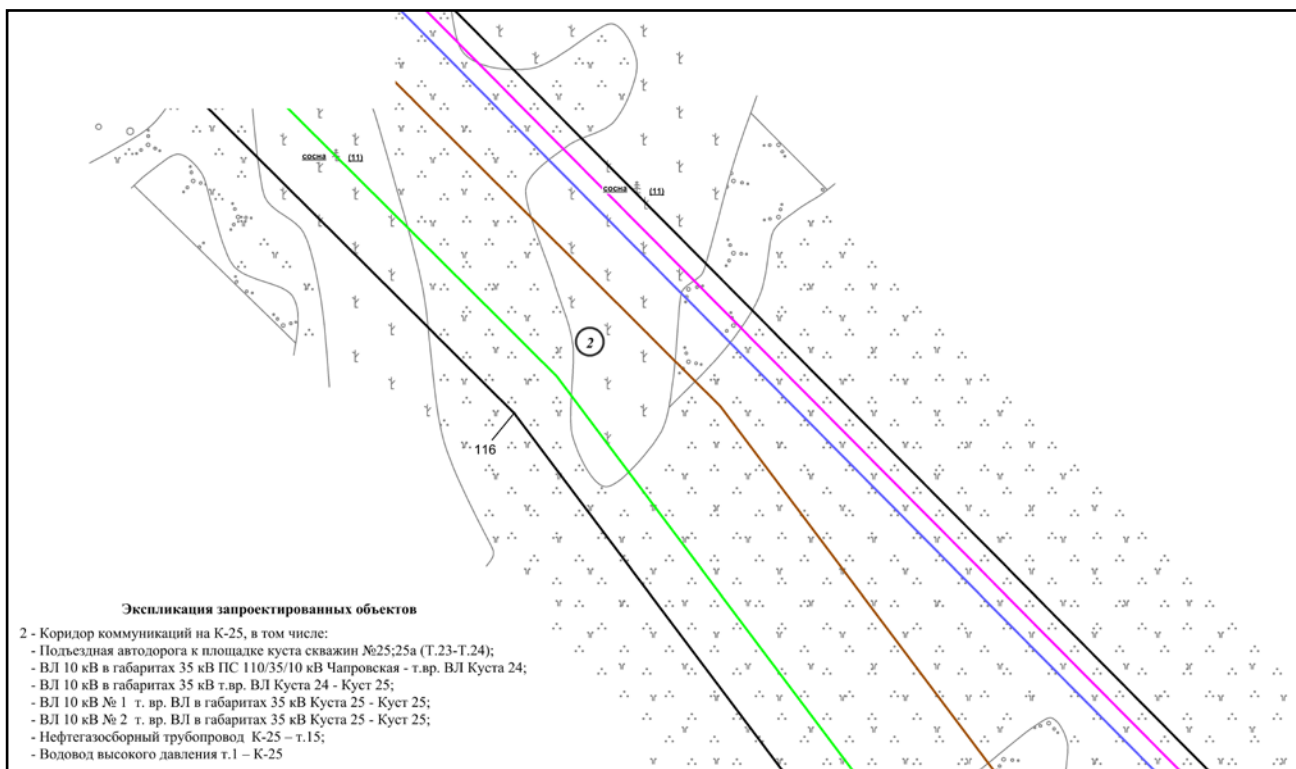 сосна (11)
сосна (11)
2
116
Экспликация запроектированных объектов
2 - Коридор коммуникаций на К-25, в том числе:
- Подъездная автодорога к площадке куста скважин №25;25а (Т.23-Т.24);
- ВЛ 10 кВ в габаритах 35 кВ ПС 110/35/10 кВ Чапровская - т.вр. ВЛ Куста 24;
- ВЛ 10 кВ в габаритах 35 кВ т.вр. ВЛ Куста 24 - Куст 25;
- ВЛ 10 кВ № 1 т. вр. ВЛ в габаритах 35 кВ Куста 25 - Куст 25;
- ВЛ 10 кВ № 2 т. вр. ВЛ в габаритах 35 кВ Куста 25 - Куст 25;
- Нефтегазосборный трубопровод К-25 – т.15;
- Водовод высокого давления т.1 – К-25